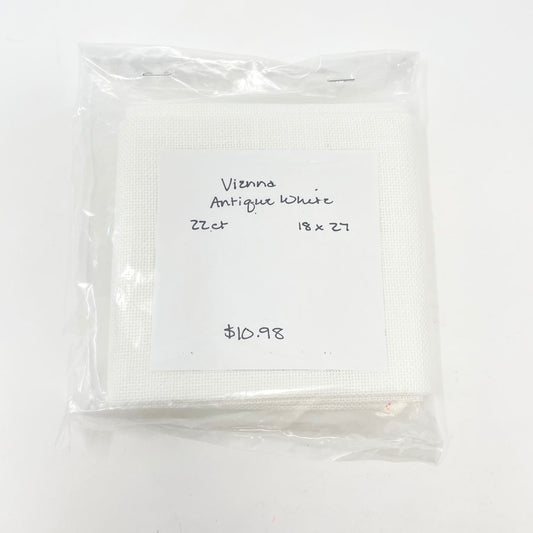 Vienna
Antique White
22ct 18 x 27
$10.98